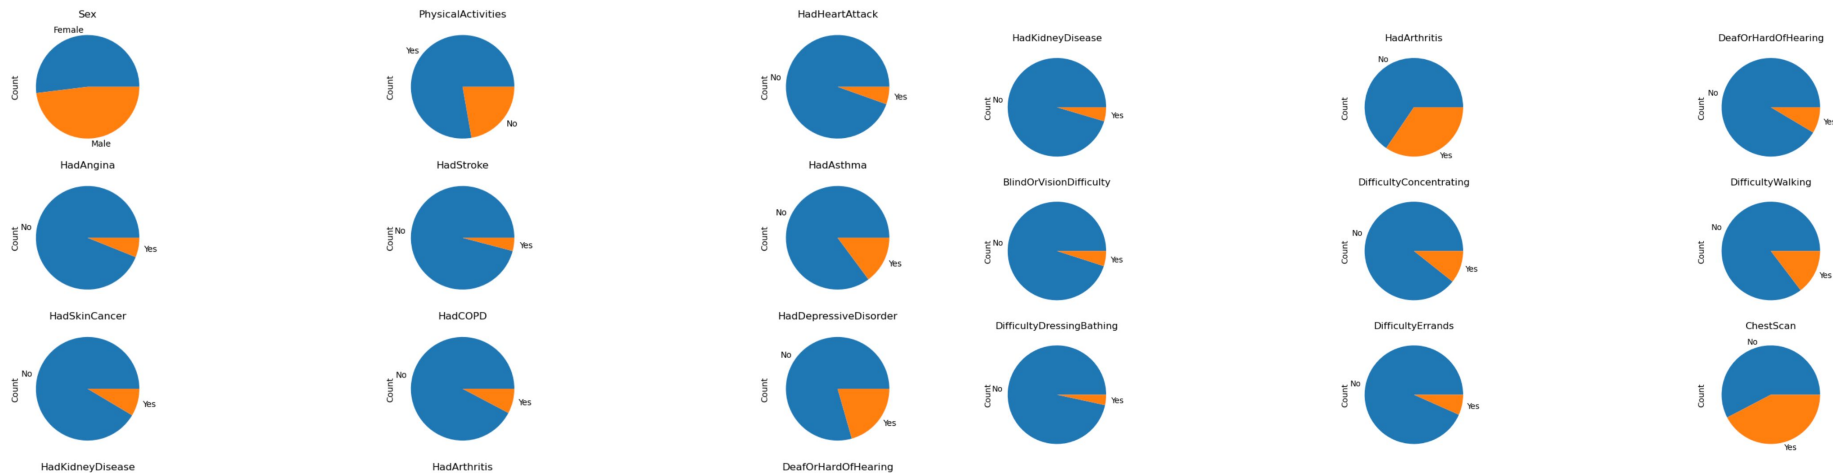 Sex
Female
Count
Male
PhysicalActivities
Yes
Count
No
HadHeartAttack
No
Count
Yes
HadKidneyDisease
No
Count
Yes
HadArthritis
No
Count
Yes
DeafOrHardOfHearing
No
Count
Yes
HadAngina
No
Count
Yes
HadStroke
No
Count
Yes
HadAsthma
No
Count
Yes
BlindOrVisionDifficulty
No
Count
Yes
DifficultyConcentrating
No
Count
Yes
DifficultyWalking
No
Count
Yes
HadSkinCancer
No
Count
Yes
HadCOPD
No
Count
Yes
HadDepressiveDisorder
No
Count
Yes
DifficultyDressingBathing
No
Count
Yes
DifficultyErrands
No
Count
Yes
ChestScan
No
Count
Yes
HadKidneyDisease
HadArthritis
DeafOrHardOfHearing